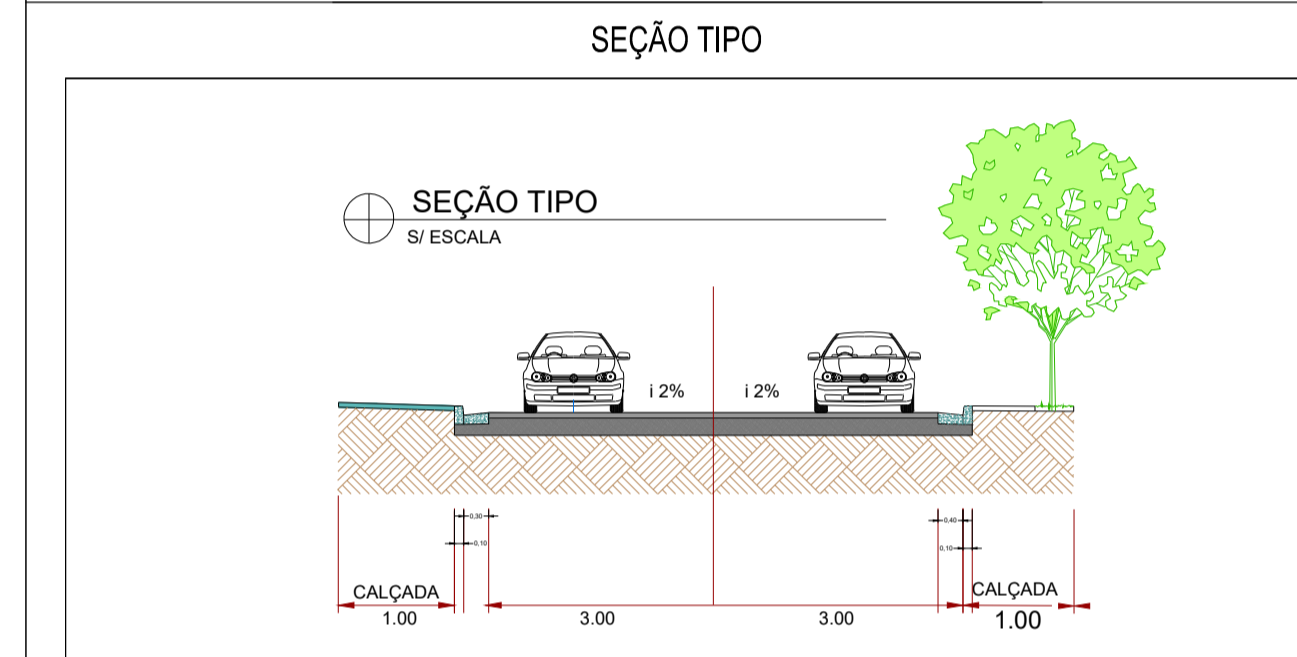 SEÇÃO TIPO
SEÇÃO TIPO
S/ ESCALA
i 2%
i 2%
0,30
0,10
0,40
0,10
CALÇADA
1.00
3.00
3.00
CALÇADA
1.00